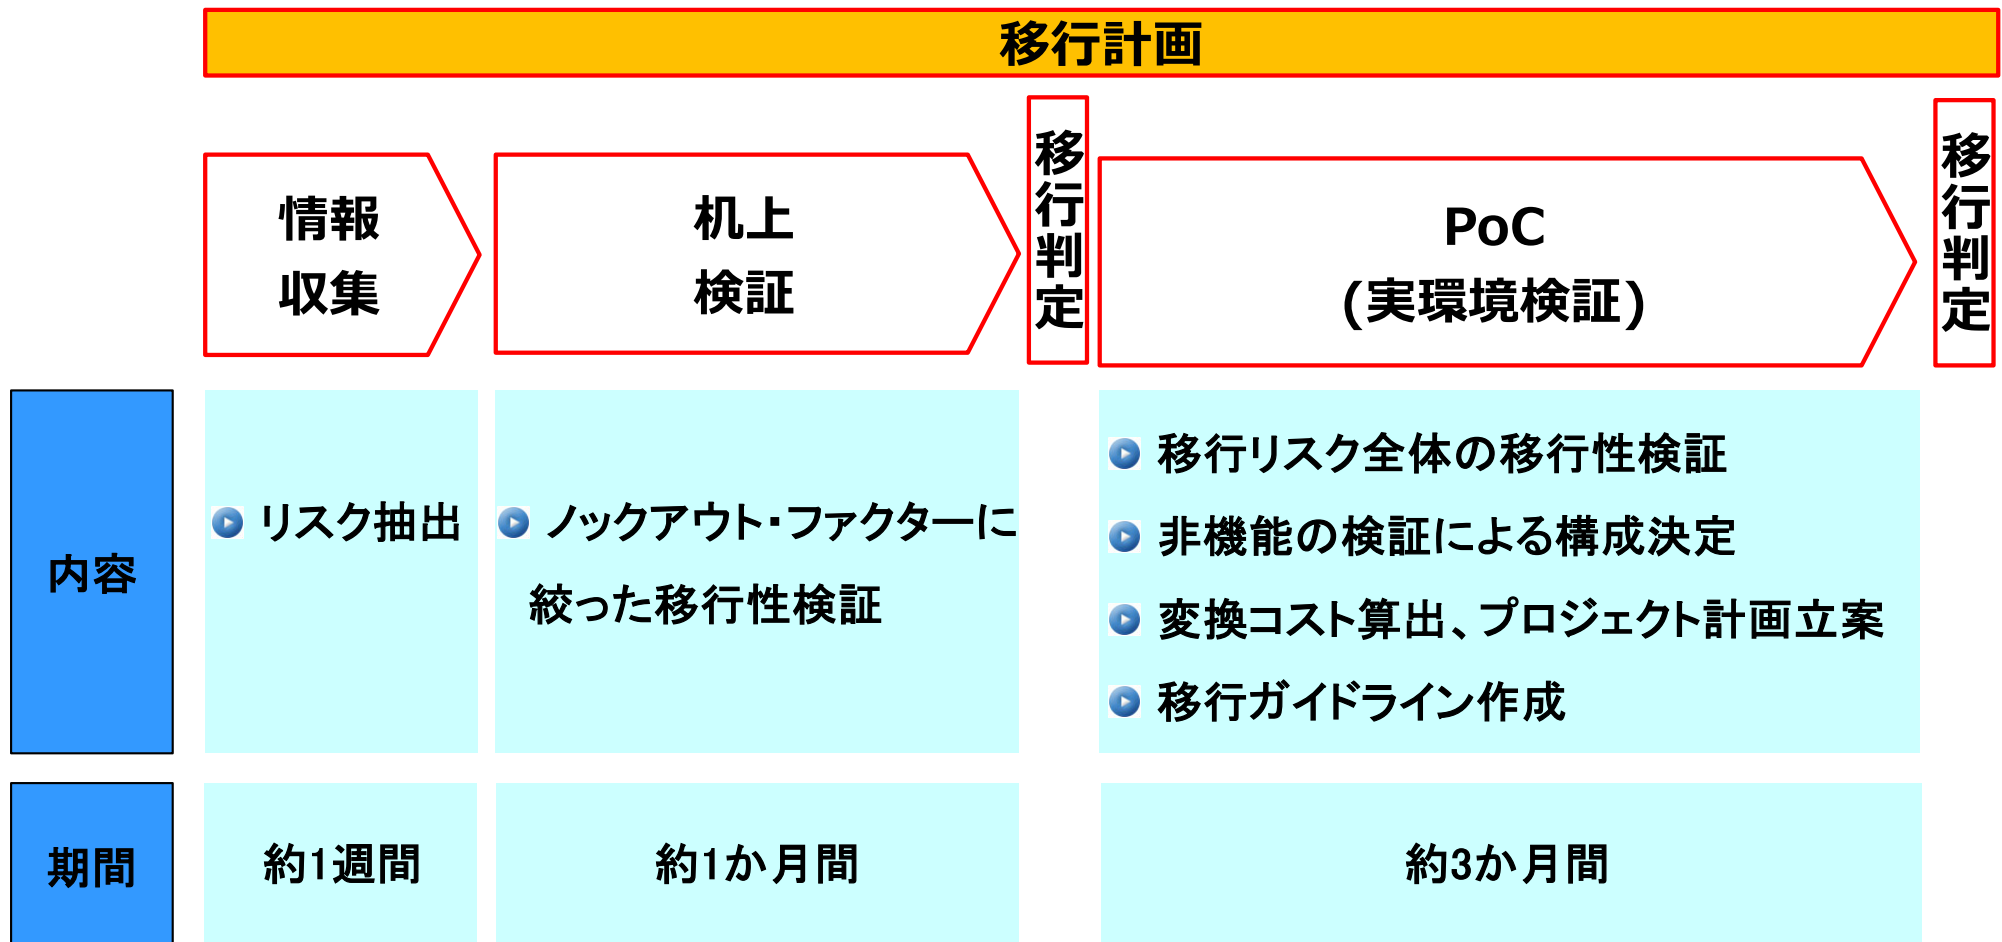 移行計画
情報
収集
机上
検証
移行判定
PoC
(実環境検証)
移行判定
内容
リスク抽出
ノックアウト・ファクターに
絞った移行性検証
移行リスク全体の移行性検証
非機能の検証による構成決定
変換コスト算出、プロジェクト計画立案
移行ガイドライン作成
期間
約1週間
約1か月間
約3か月間